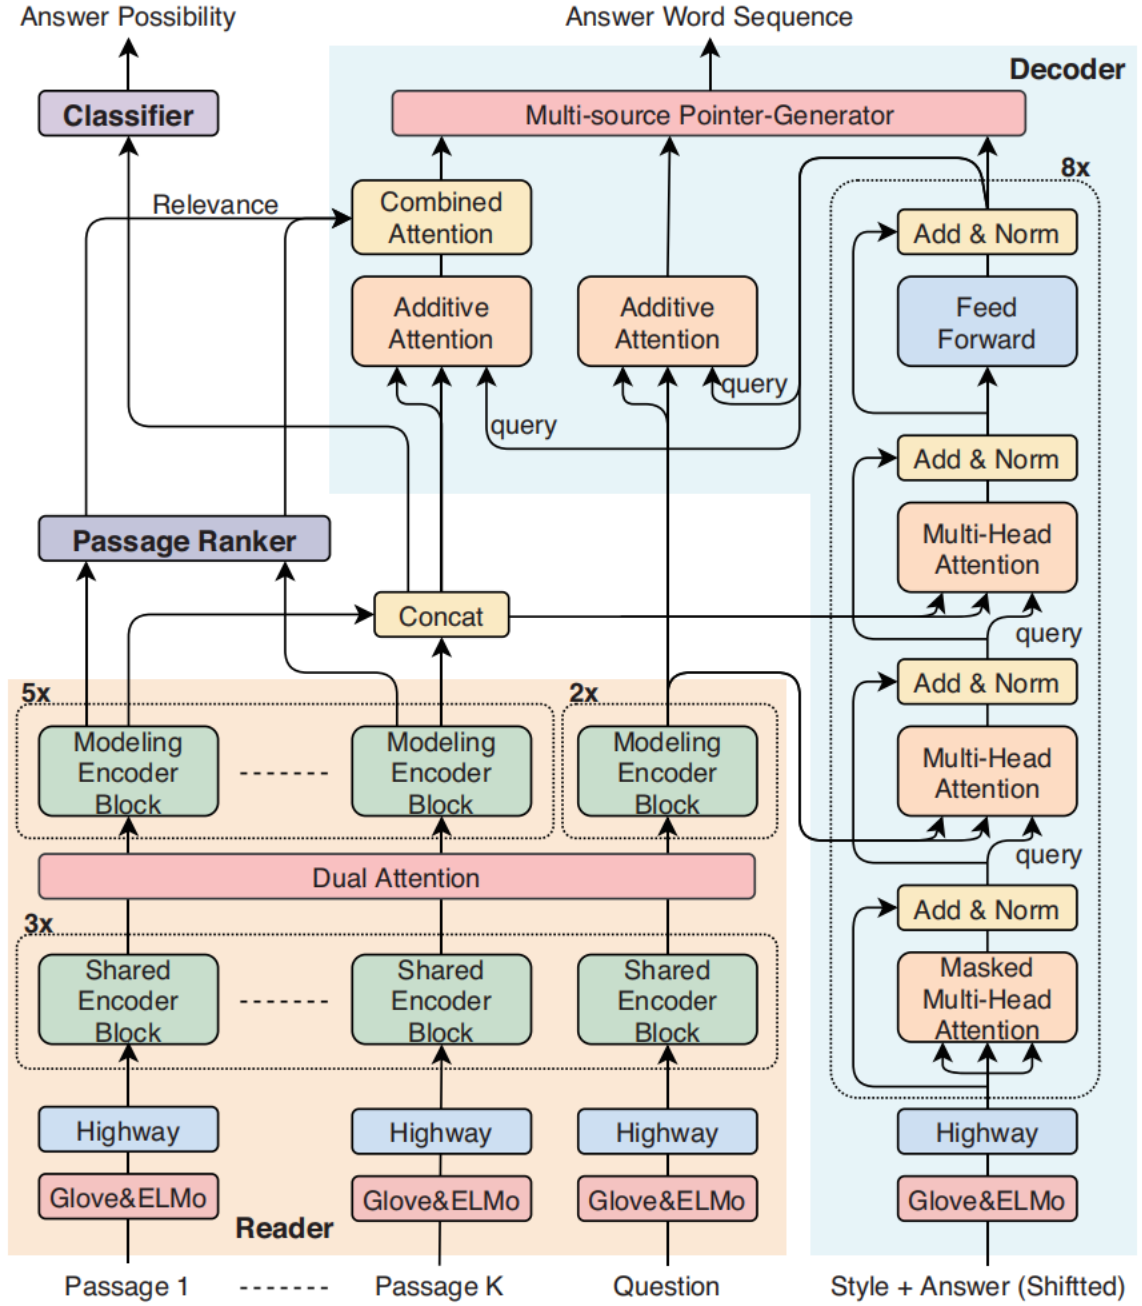 Answer Possibility
Answer Word Sequence
Decoder
Classifier
Multi-source Pointer-Generator
8x
Relevance
Combined
Attention
Add & Norm
Additive
Attention
Additive
Attention
Feed
Forward
query
query
Add & Norm
Passage Ranker
Multi-Head
Attention
Concat
query
Add & Norm
5x
2x
Modeling
Encoder
Block
Modeling
Encoder
Block
Modeling
Encoder
Block
Multi-Head
Attention
query
Dual Attention
Add & Norm
3x
Shared
Encoder
Block
Shared
Encoder
Block
Shared
Encoder
Block
Masked
Multi-Head
Attention
Highway
Highway
Highway
Highway
Glove&ELMo
Glove&ELMo
Glove&ELMo
Glove&ELMo
Reader
Passage 1
Passage K
Question
Style + Answer (Shiftted)